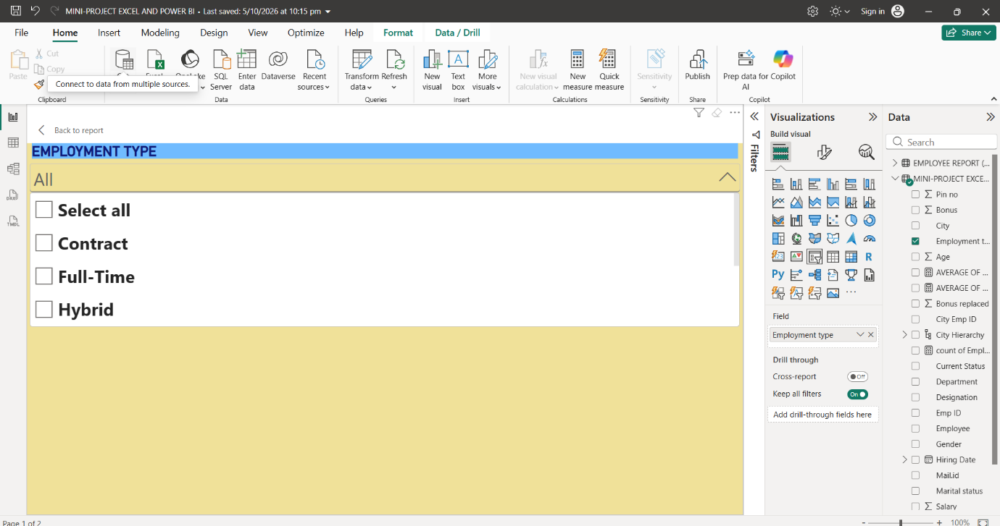 MINI-PROJECT EXCEL AND POWER BI • Last saved: 5/10/2026 at 10:15 pm
Sign in
File Home Insert Modeling Design View Optimize Help Format Data / Drill
Share
Paste
Cut
Copy
Connect to data from multiple sources.
Clipboard
SQL Server
Enter data
Dataverse
Recent sources
Data
Transform data
Refresh
Queries
New visual
Text box
More visuals
Insert
New visual calculation
New measure
Quick measure
Calculations
Sensitivity
Sensitivity
Publish
Share
Prep data for AI
Copilot
Copilot
Back to report
EMPLOYMENT TYPE
All
Select all
Contract
Full-Time
Hybrid
Filters
Visualizations
Build visual
123
R
Py
Field
Employment type
Drill through
Cross-report
Off
Keep all filters
On
Add drill-through fields here
Data
Search
EMPLOYEE REPORT (...
MINI-PROJECT EXCE...
Pin no
Bonus
City
Employment t...
Age
AVERAGE OF ...
AVERAGE OF ...
Bonus replaced
City Emp ID
City Hierarchy
count of Empl...
Current Status
Department
Designation
Emp ID
Employee
Gender
Hiring Date
Mail.id
Marital status
Salary
DAX
TMDL
Page 1 of 2
100%